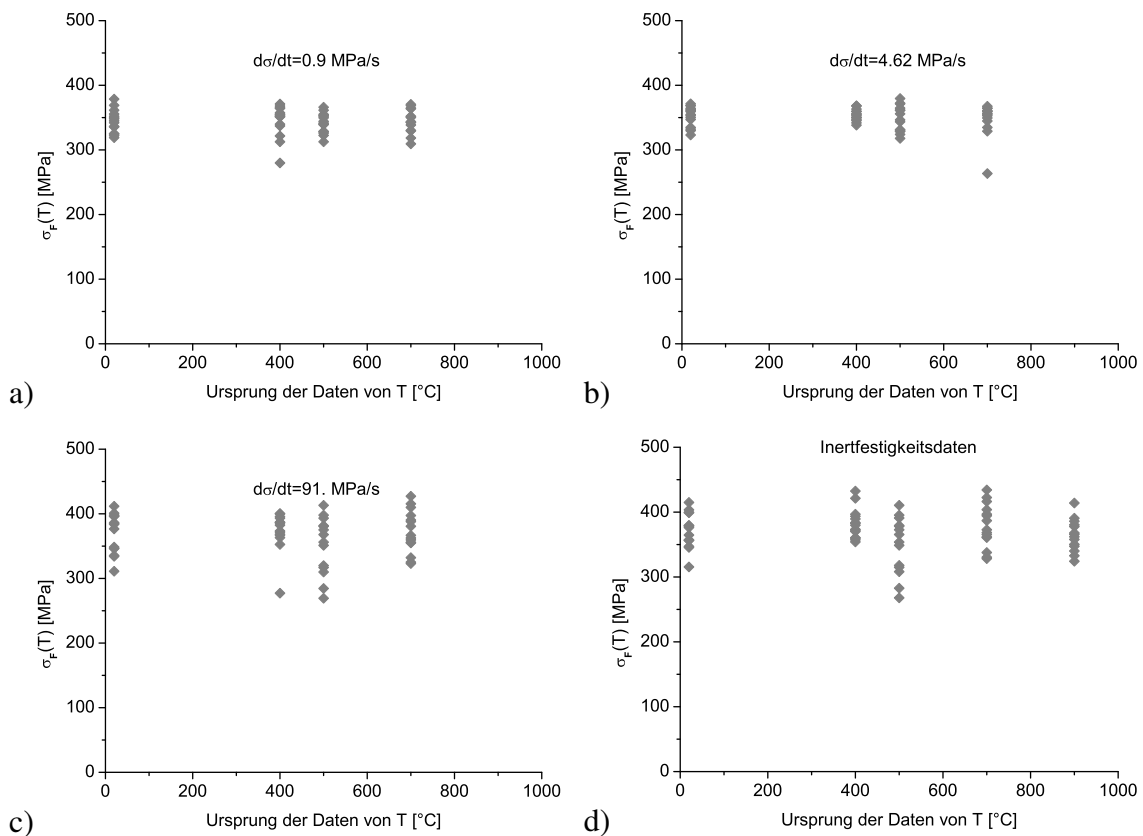 dσ/dt=0.9 MPa/s
500
400
300
200
100
0
σF(T) [MPa]
0 200 400 600 800 1000
Ursprung der Daten von T [°C]
a)
dσ/dt=4.62 MPa/s
500
400
300
200
100
0
σF(T) [MPa]
0 200 400 600 800 1000
Ursprung der Daten von T [°C]
b)
dσ/dt=91. MPa/s
500
400
300
200
100
0
σF(T) [MPa]
0 200 400 600 800 1000
Ursprung der Daten von T [°C]
c)
Inertfestigkeitsdaten
500
400
300
200
100
0
σF(T) [MPa]
0 200 400 600 800 1000
Ursprung der Daten von T [°C]
d)